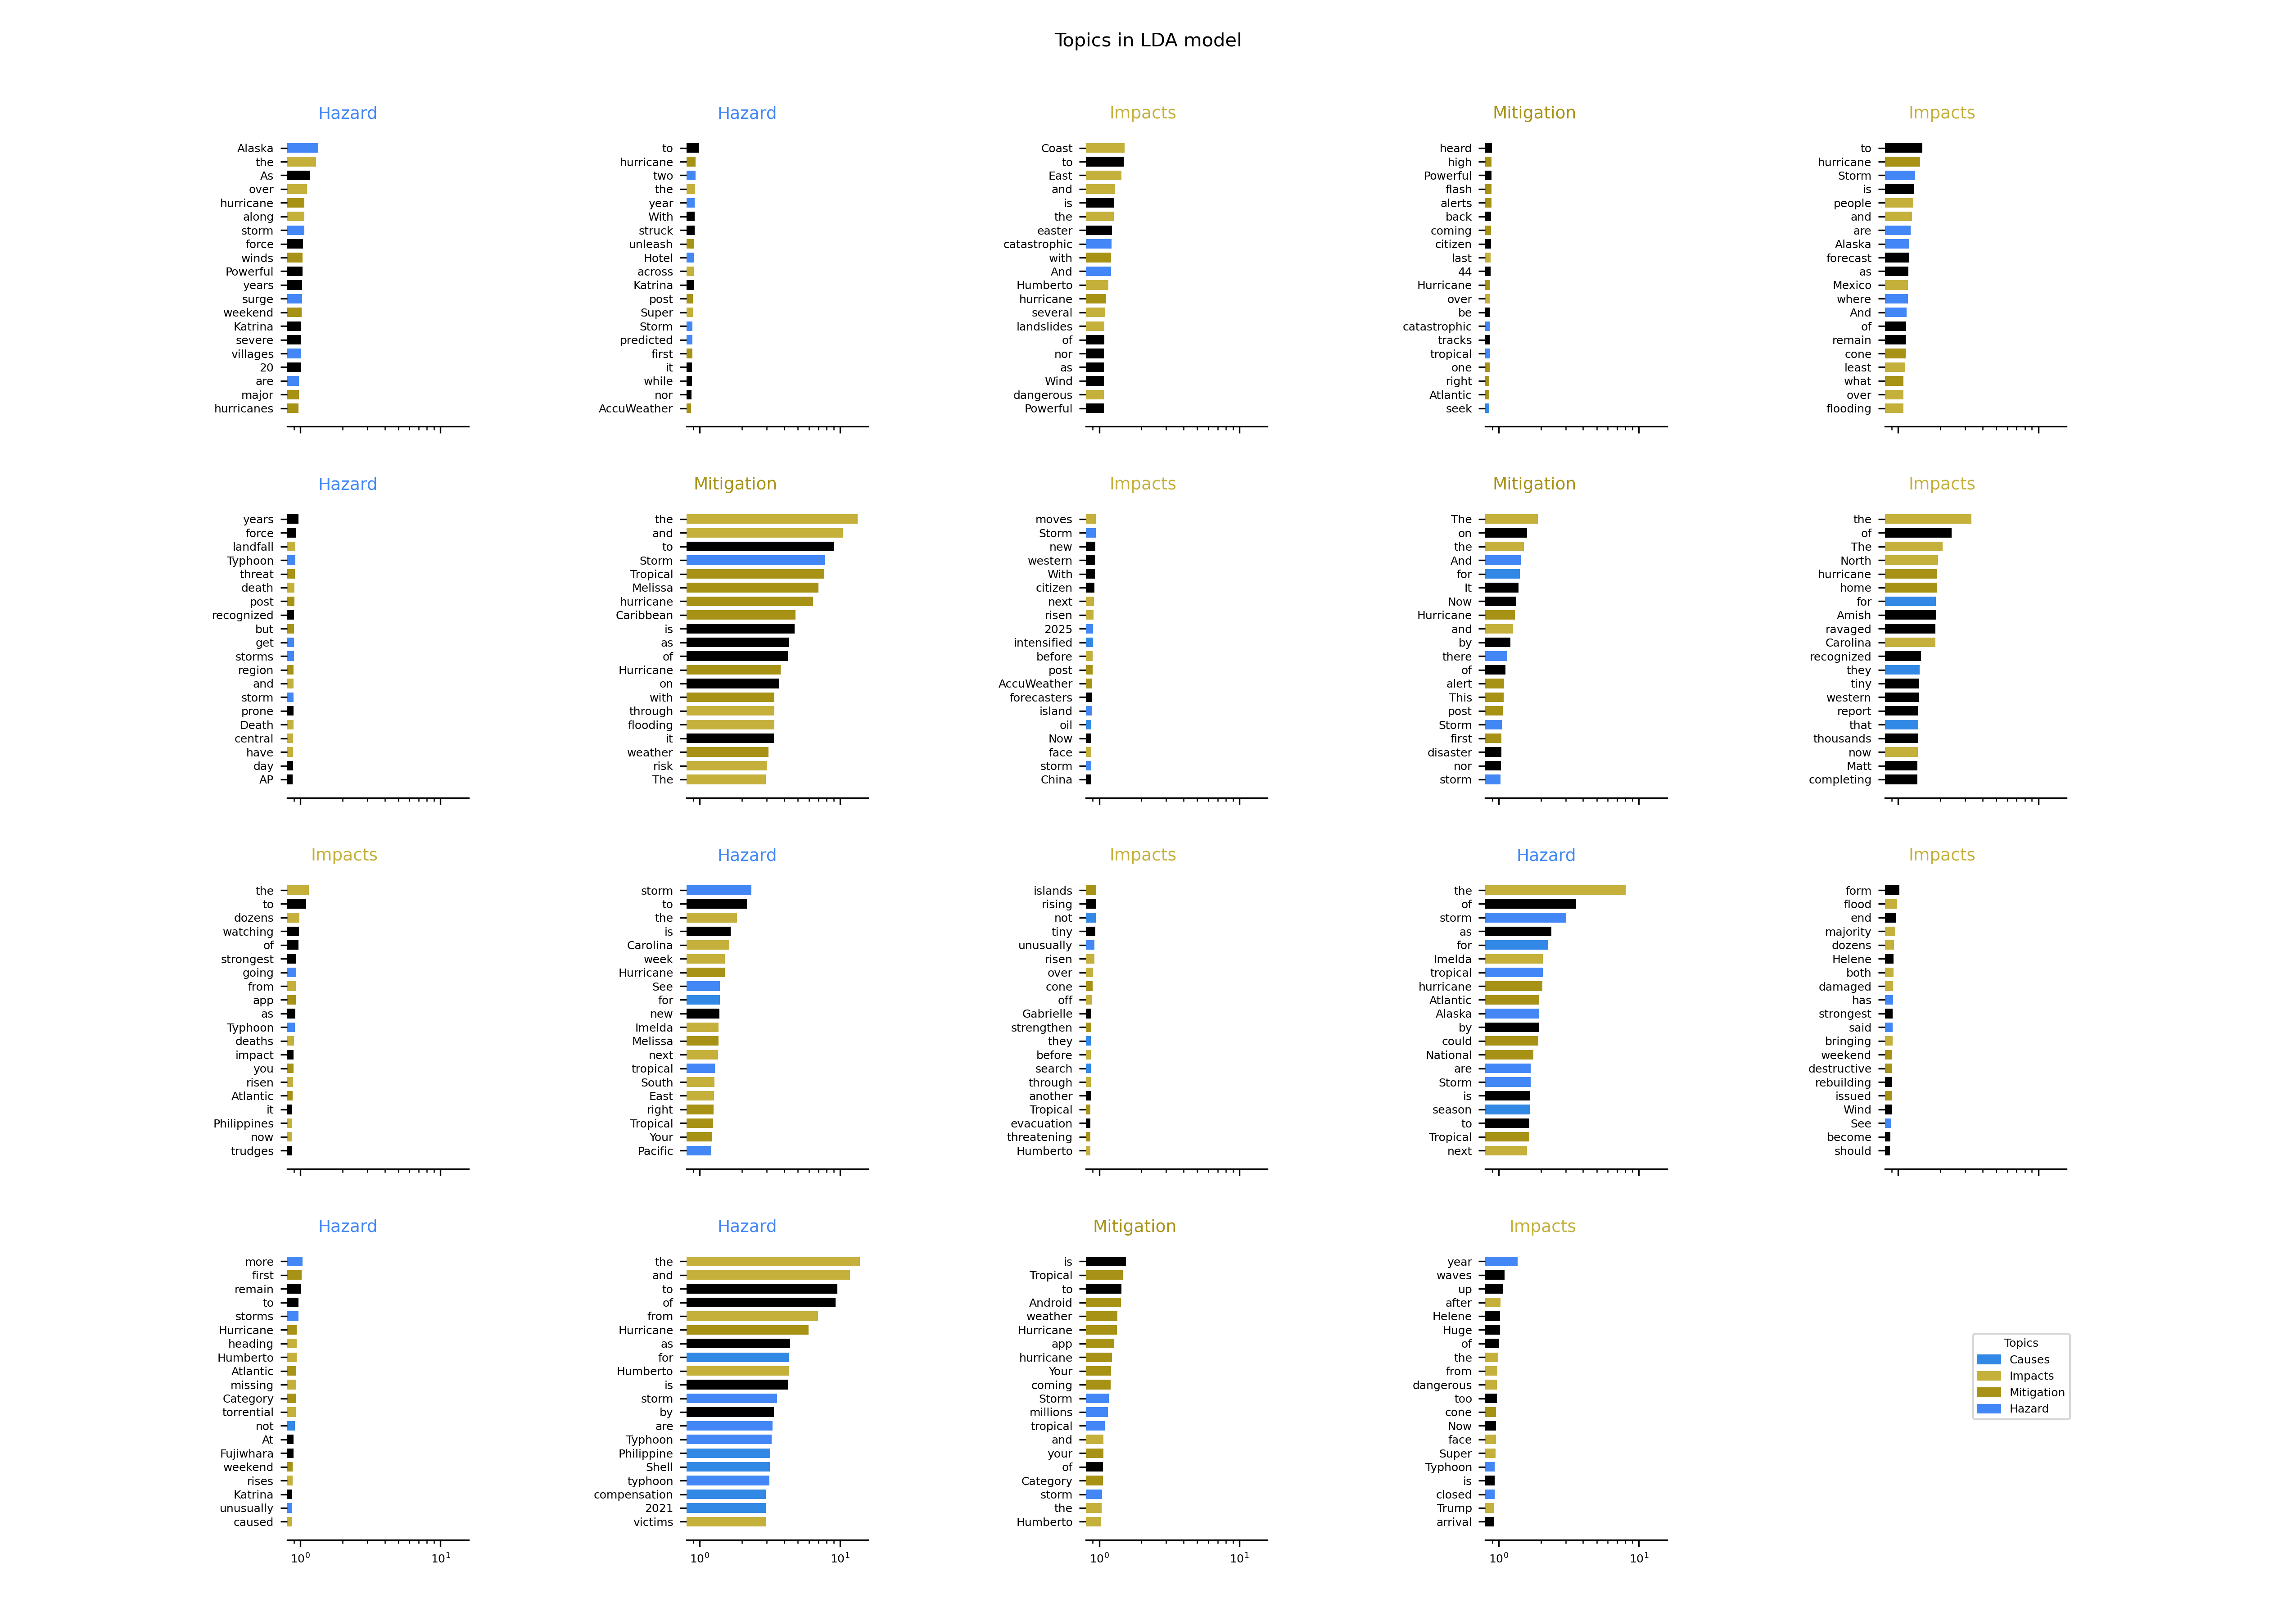 Topics in LDA model
Hazard
Alaska
the
As
over
hurricane
along
storm
force
winds
Powerful
years
surge
weekend
Katrina
severe
villages
20
are
major
hurricanes
Hazard
to
hurricane
two
the
year
With
struck
unleash
Hotel
across
Katrina
post
Super
Storm
predicted
first
it
while
nor
AccuWeather
Impacts
Coast
to
East
and
is
the
easter
catastrophic
with
And
Humberto
hurricane
several
landslides
of
nor
as
Wind
dangerous
Powerful
Mitigation
heard
high
Powerful
flash
alerts
back
coming
citizen
last
44
Hurricane
over
be
catastrophic
tracks
tropical
one
right
Atlantic
seek
Impacts
to
hurricane
Storm
is
people
and
are
Alaska
forecast
as
Mexico
where
And
of
remain
cone
least
what
over
flooding
Hazard
years
force
landfall
Typhoon
threat
death
post
recognized
but
get
storms
region
and
storm
prone
Death
central
have
day
AP
Mitigation
the
and
to
Storm
Tropical
Melissa
hurricane
Caribbean
is
as
of
Hurricane
on
with
through
flooding
it
weather
risk
The
Impacts
moves
Storm
new
western
With
citizen
next
risen
2025
intensified
before
post
AccuWeather
forecasters
island
oil
Now
face
storm
China
Mitigation
The
on
the
And
for
It
Now
Hurricane
and
by
there
of
alert
This
post
Storm
first
disaster
nor
storm
Impacts
the
of
The
North
hurricane
home
for
Amish
ravaged
Carolina
recognized
they
tiny
western
report
that
thousands
now
Matt
completing
Impacts
the
to
dozens
watching
of
strongest
going
from
app
as
Typhoon
deaths
impact
you
risen
Atlantic
it
Philippines
now
trudges
Hazard
storm
to
the
is
Carolina
week
Hurricane
See
for
new
Imelda
Melissa
next
tropical
South
East
right
Tropical
Your
Pacific
Impacts
islands
rising
not
tiny
unusually
risen
over
cone
off
Gabrielle
strengthen
they
before
search
through
another
Tropical
evacuation
threatening
Humberto
Hazard
the
of
storm
as
for
Imelda
tropical
hurricane
Atlantic
Alaska
by
could
National
are
Storm
is
season
to
Tropical
next
Impacts
form
flood
end
majority
dozens
Helene
both
damaged
has
strongest
said
bringing
weekend
destructive
rebuilding
issued
Wind
See
become
should
Hazard
more
first
remain
to
storms
Hurricane
heading
Humberto
Atlantic
missing
Category
torrential
not
At
Fujiwhara
weekend
rises
Katrina
unusually
caused
10⁰ 10¹
Hazard
the
and
to
of
from
Hurricane
as
for
Humberto
is
storm
by
are
Typhoon
Philippine
Shell
typhoon
compensation
2021
victims
10⁰ 10¹
Mitigation
is
Tropical
to
Android
weather
Hurricane
app
hurricane
Your
coming
Storm
millions
tropical
and
your
of
Category
storm
the
Humberto
10⁰ 10¹
Impacts
year
waves
up
after
Helene
Huge
of
the
from
dangerous
too
cone
Now
face
Super
Typhoon
is
closed
Trump
arrival
10⁰ 10¹
Topics
Causes
Impacts
Mitigation
Hazard